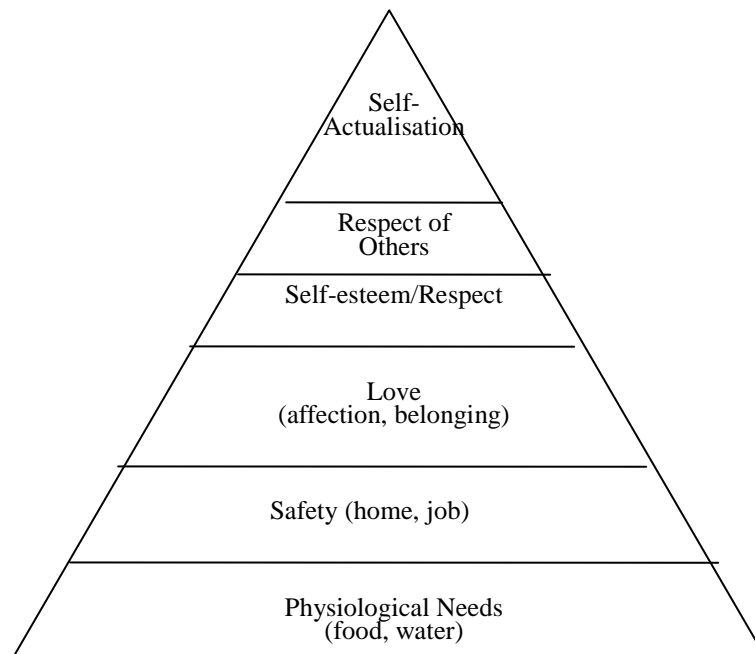 Self-
Actualisation
Respect of
Others
Self-esteem/Respect
Love
(affection, belonging)
Safety (home, job)
Physiological Needs
(food, water)